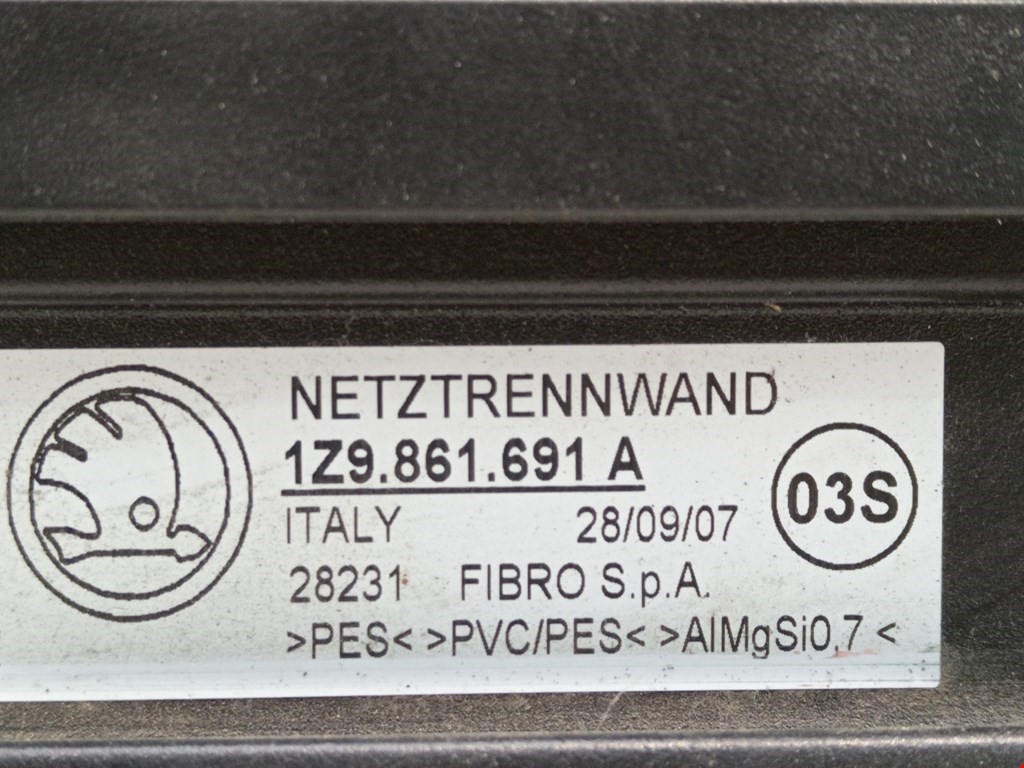 NETZTRENNWAND
1Z9.861.691 A
03S
ITALY 28/09/07
28231 FIBRO S.p.A.
>PES< >PVC/PES< >AlMgSi0,7 <